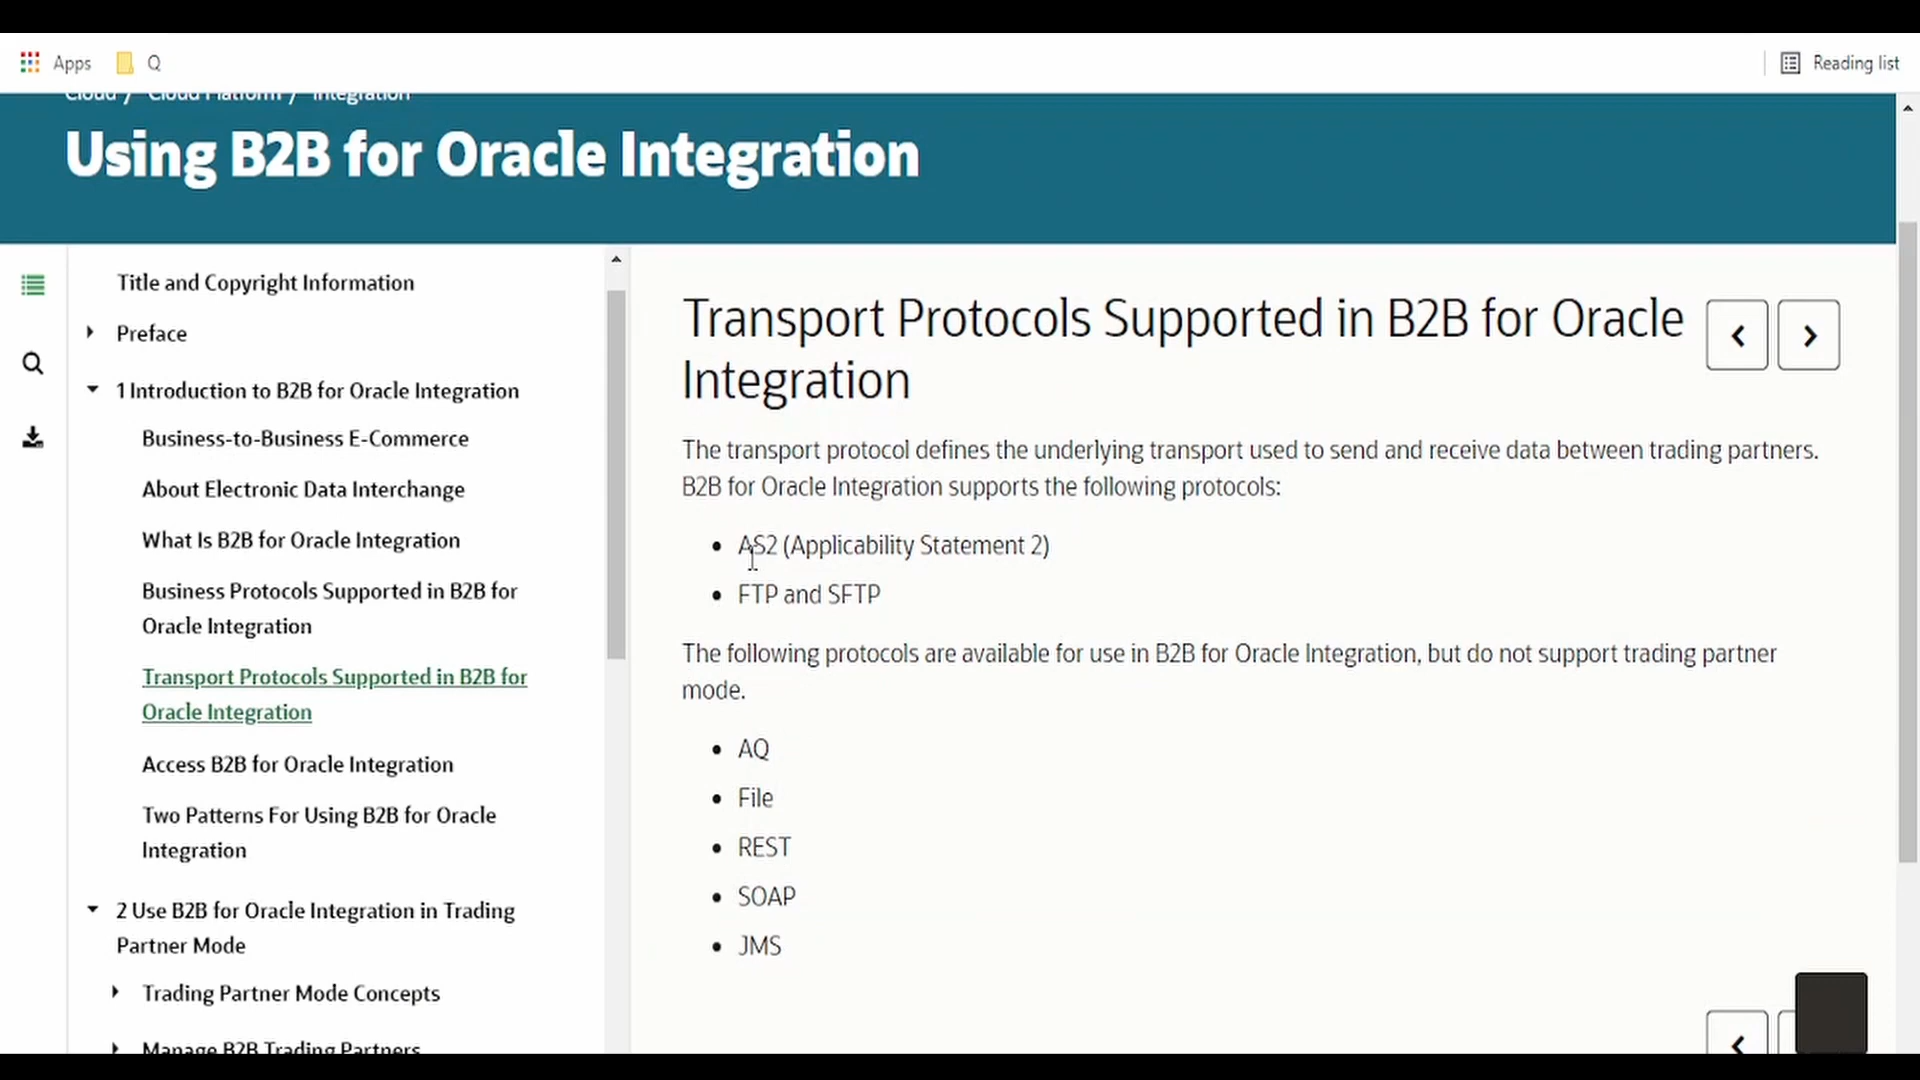 Apps
Q
Reading list
Cloud / Cloud Platform / Integration
Using B2B for Oracle Integration
Title and Copyright Information
Preface
1 Introduction to B2B for Oracle Integration
Business-to-Business E-Commerce
About Electronic Data Interchange
What Is B2B for Oracle Integration
Business Protocols Supported in B2B for
Oracle Integration
Transport Protocols Supported in B2B for
Oracle Integration
Access B2B for Oracle Integration
Two Patterns For Using B2B for Oracle
Integration
2 Use B2B for Oracle Integration in Trading
Partner Mode
Trading Partner Mode Concepts
Manage B2B Trading Partners
Transport Protocols Supported in B2B for Oracle
Integration
The transport protocol defines the underlying transport used to send and receive data between trading partners.
B2B for Oracle Integration supports the following protocols:
• AS2 (Applicability Statement 2)
• FTP and SFTP
The following protocols are available for use in B2B for Oracle Integration, but do not support trading partner
mode.
• AQ
• File
• REST
• SOAP
• JMS